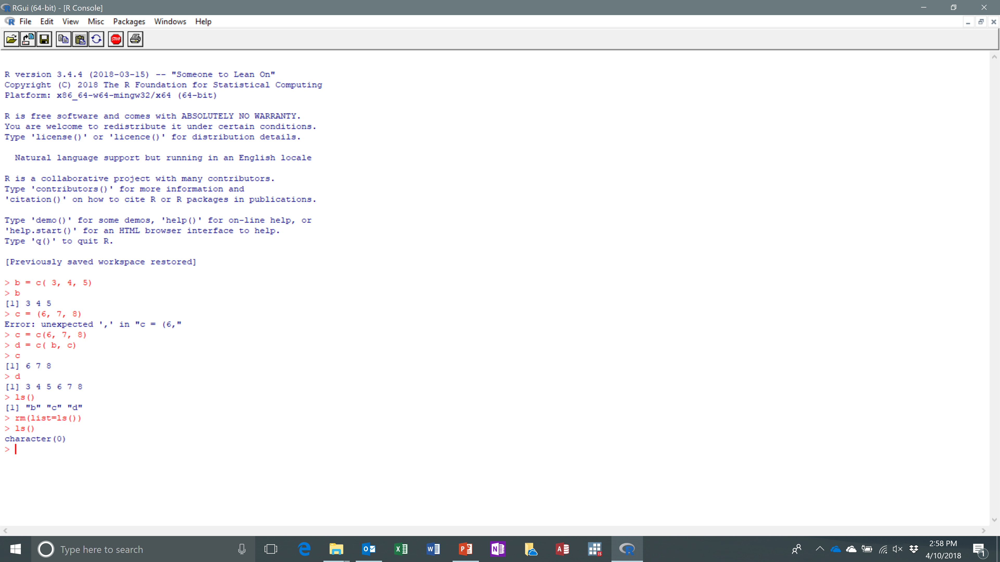 RGui (64-bit) - [R Console]
File Edit View Misc Packages Windows Help
STOP
R version 3.4.4 (2018-03-15) -- "Someone to Lean On"
Copyright (C) 2018 The R Foundation for Statistical Computing
Platform: x86_64-w64-mingw32/x64 (64-bit)
R is free software and comes with ABSOLUTELY NO WARRANTY.
You are welcome to redistribute it under certain conditions.
Type 'license()' or 'licence()' for distribution details.
Natural language support but running in an English locale
R is a collaborative project with many contributors.
Type 'contributors()' for more information and
'citation()' on how to cite R or R packages in publications.
Type 'demo()' for some demos, 'help()' for on-line help, or
'help.start()' for an HTML browser interface to help.
Type 'q()' to quit R.
[Previously saved workspace restored]
> b = c( 3, 4, 5)
> b
[1] 3 4 5
> c = (6, 7, 8)
Error: unexpected ',' in "c = (6,"
> c = c(6, 7, 8)
> d = c( b, c)
> c
[1] 6 7 8
> d
[1] 3 4 5 6 7 8
> ls()
[1] "b" "c" "d"
> rm(list=ls())
> ls()
character(0)
>
Type here to search
15
2:58 PM
4/10/2018
1